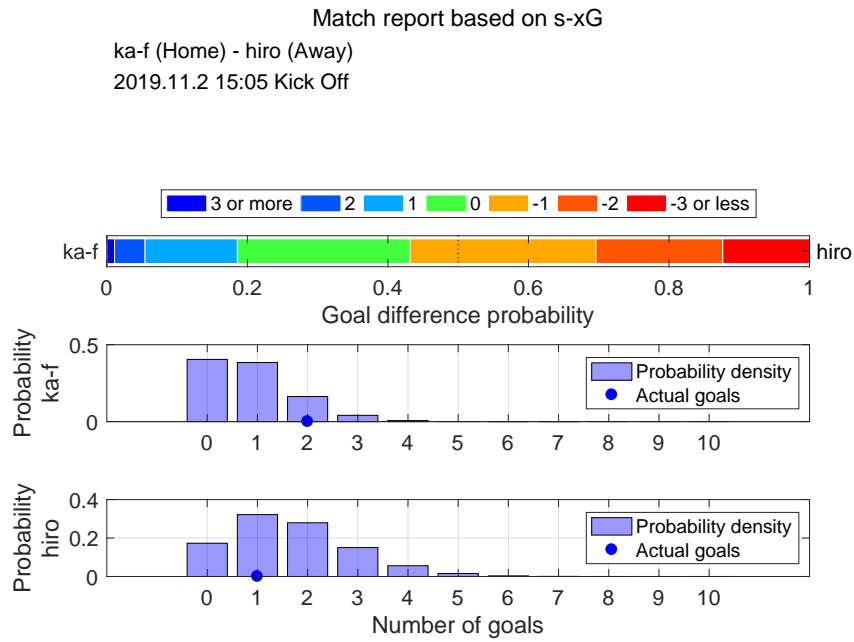 Match report based on s-xG
ka-f (Home) - hiro (Away)
2019.11.2 15:05 Kick Off
3 or more 2 1 0 -1 -2 -3 or less
ka-f hiro
0 0.2 0.4 0.6 0.8 1
Goal difference probability
Probability
ka-f
0.5
0
Probability density
Actual goals
0 1 2 3 4 5 6 7 8 9 10
Probability
hiro
0.4
0.2
0
Probability density
Actual goals
0 1 2 3 4 5 6 7 8 9 10
Number of goals